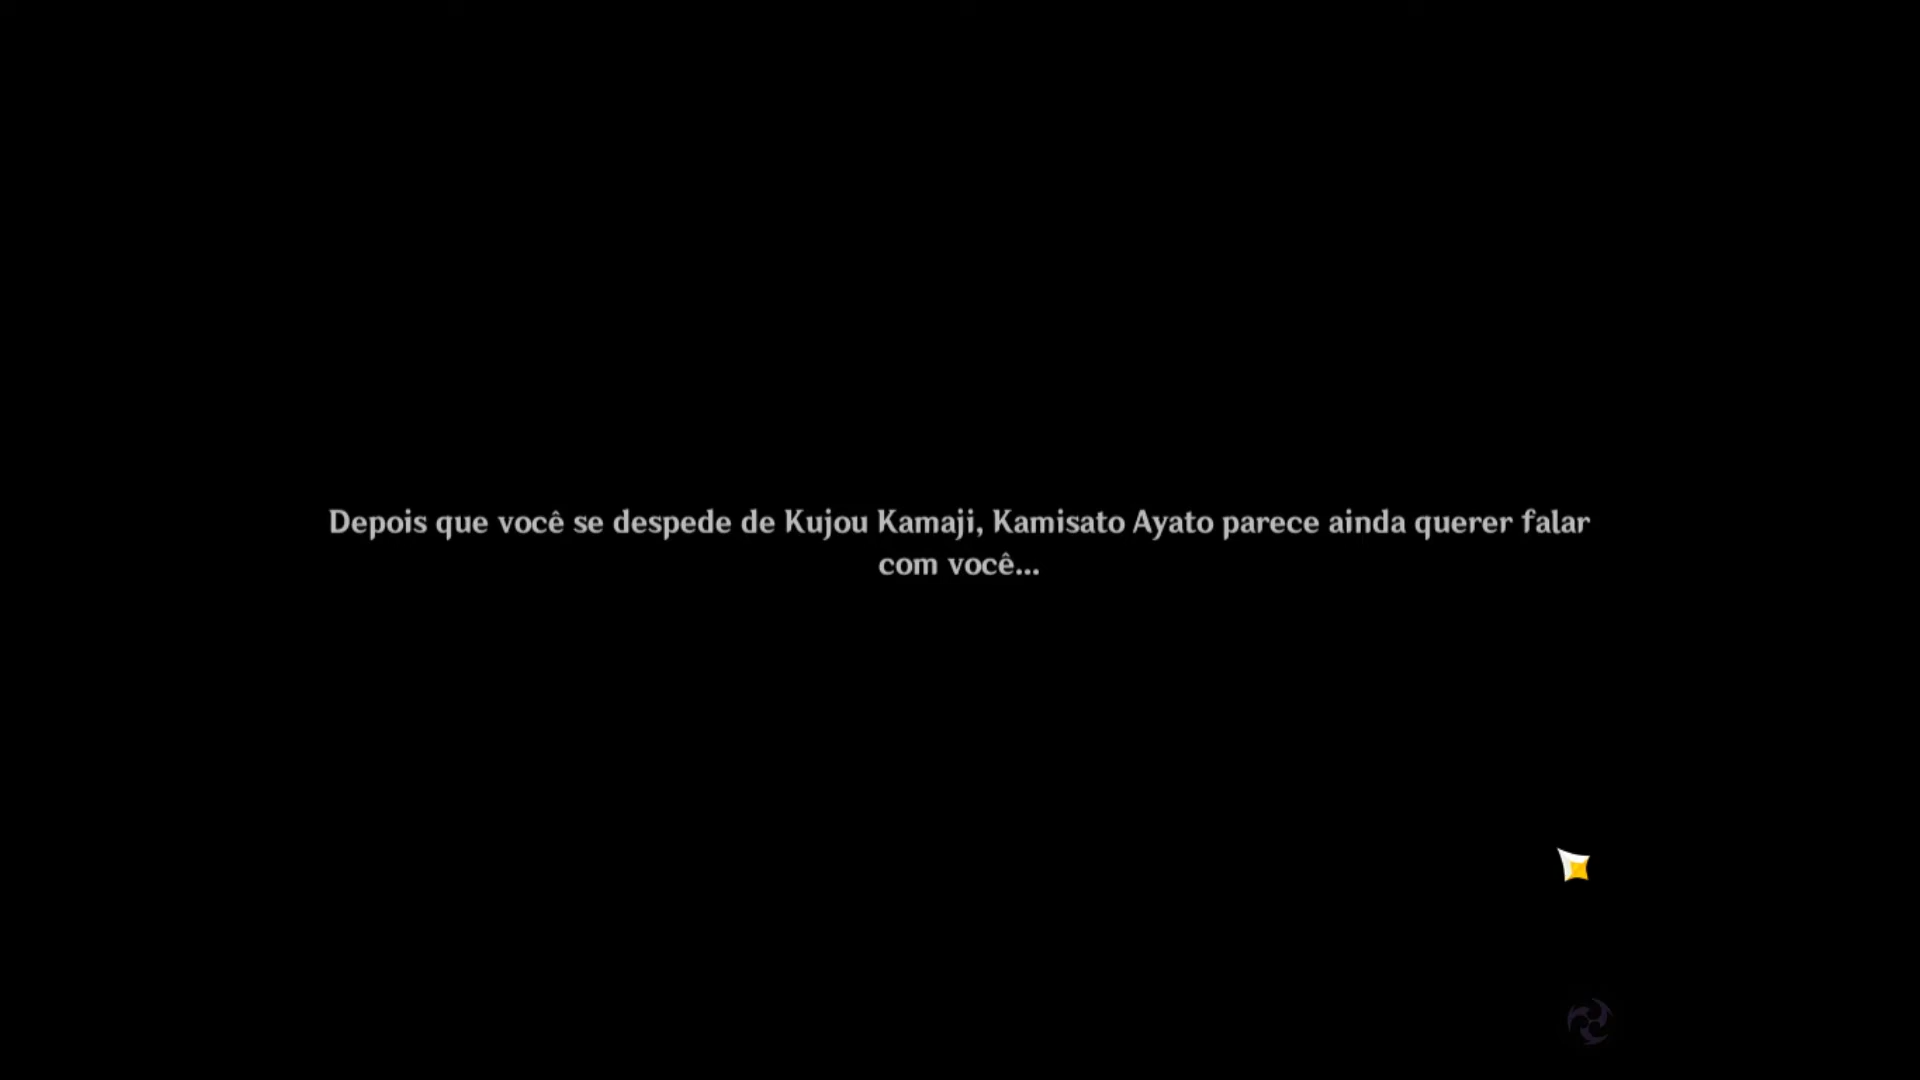 Depois que você se despede de Kujou Kamaji, Kamisato Ayato parece ainda querer falar
com você...